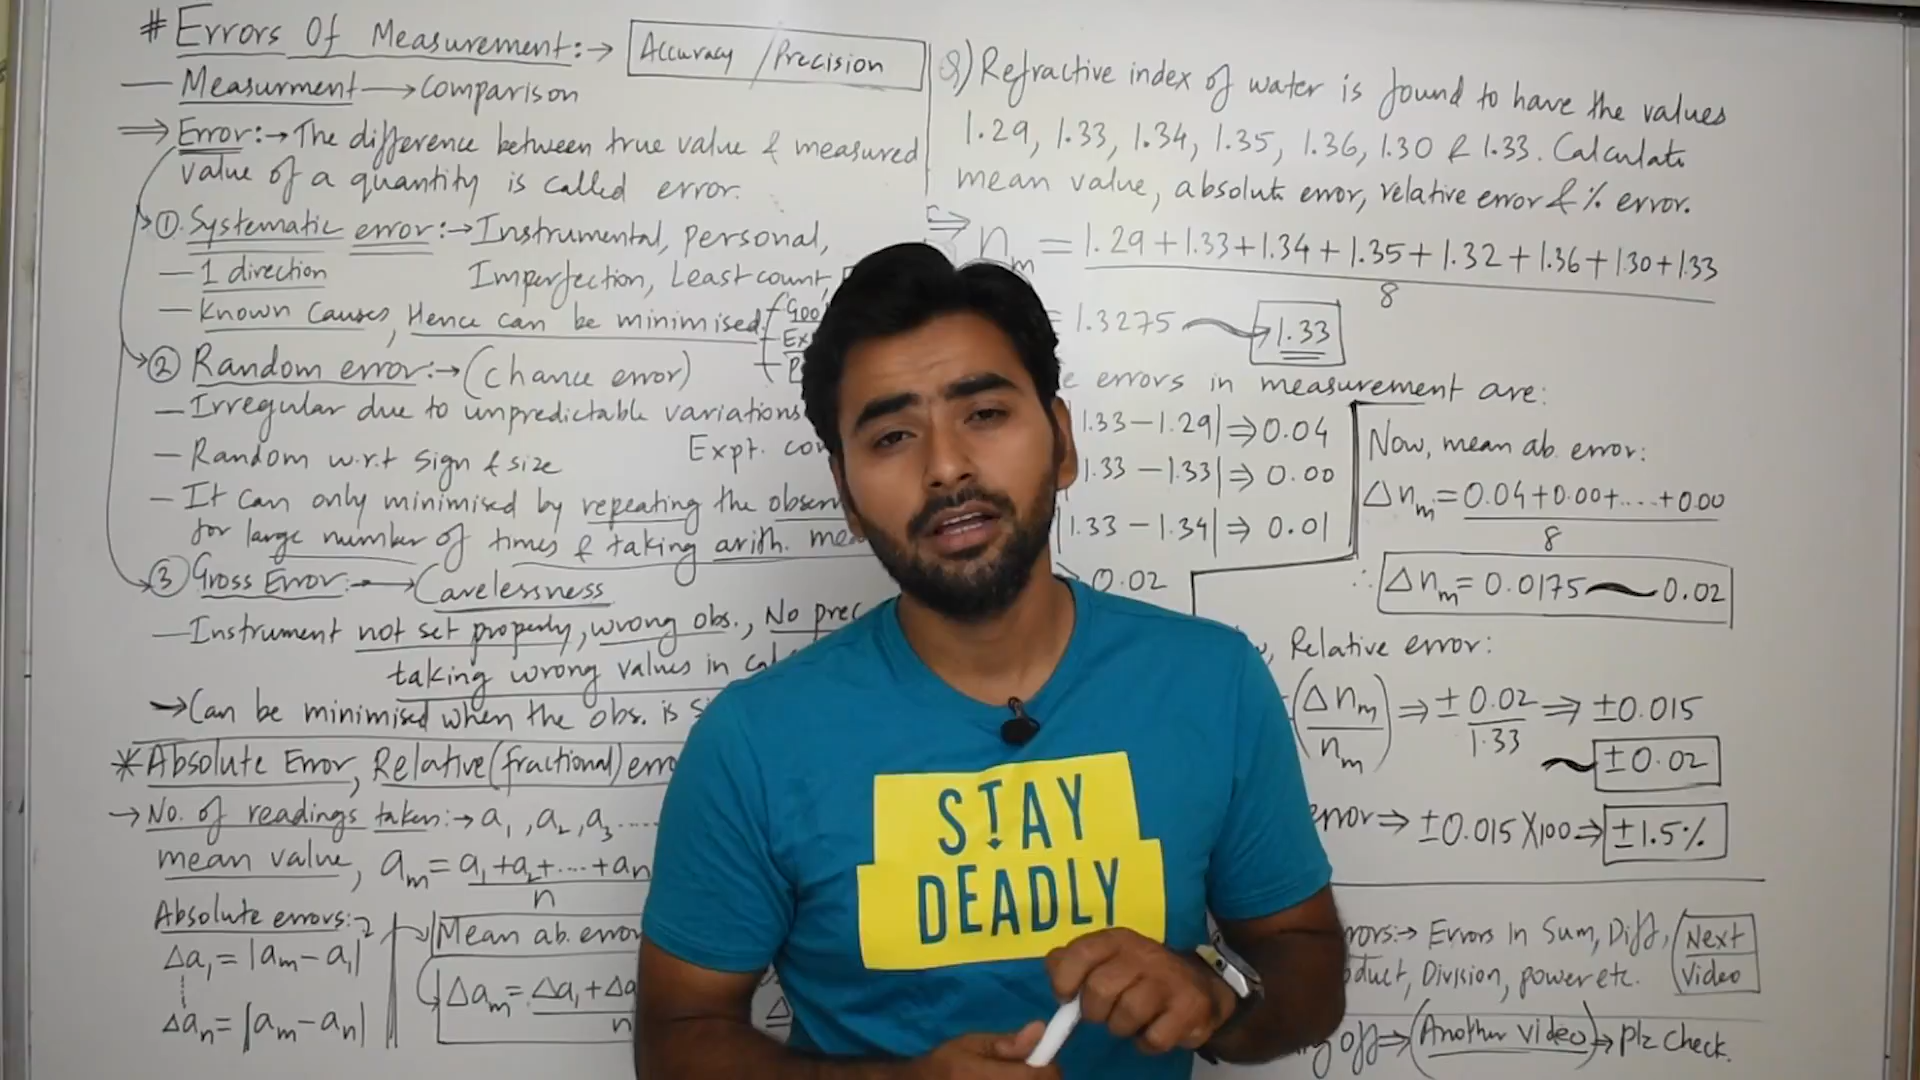 # Errors Of Measurement:→ Accuracy / Precision
— Measurment → Comparison
⇒ Error:→ The difference between true value & measured
value of a quantity is called error.
① Systematic error:→ Instrumental, personal,
— 1 direction Imperfection, Least count,
— Known Causes, Hence can be minimised
② Random error:→ (Chance error)
— Irregular due to unpredictable variations
Expt.
— Random w.r.t sign & size
— It can only minimised by repeating the
for large number of times & taking arith.
③ Gross Error:→ Carelessness
— Instrument not set properly, wrong obs., No
taking wrong values in
→ Can be minimised when the obs. is
* Absolute Error, Relative (fractional)
→ No. of readings taken:→ a₁, a₂, a₃ .....
mean value, aₘ = a₁ + a₂ + .... + aₙ
n
Absolute errors:→
Δa₁ = |aₘ – a₁|
Δaₙ = |aₘ – aₙ|
Mean ab. error
Δaₘ = Δa₁ + Δa
n
Q) Refractive index of water is found to have the values
1.29, 1.33, 1.34, 1.35, 1.36, 1.30 & 1.33. Calculate
mean value, absolute error, relative error & % error.
⇒ nₘ = 1.29 + 1.33 + 1.34 + 1.35 + 1.32 + 1.36 + 1.30 + 1.33
8
= 1.3275 → 1.33
errors in measurement are:
1.33 – 1.29| ⇒ 0.04
1.33 – 1.33| ⇒ 0.00
|1.33 – 1.34| ⇒ 0.01
0.02
Now, mean ab. error:
Δnₘ = 0.04 + 0.00 + .... + 0.00
8
∴ Δnₘ = 0.0175 ~ 0.02
Relative error:
(Δnₘ / nₘ) ⇒ ± 0.02 / 1.33 ⇒ ±0.015
~ ±0.02
error ⇒ ±0.015 X 100 ⇒ ±1.5%
Errors in Sum, Diff,
Division, power etc.
Next
Video
off ⇒ (Another video) → plz check.
STAY
DEADLY